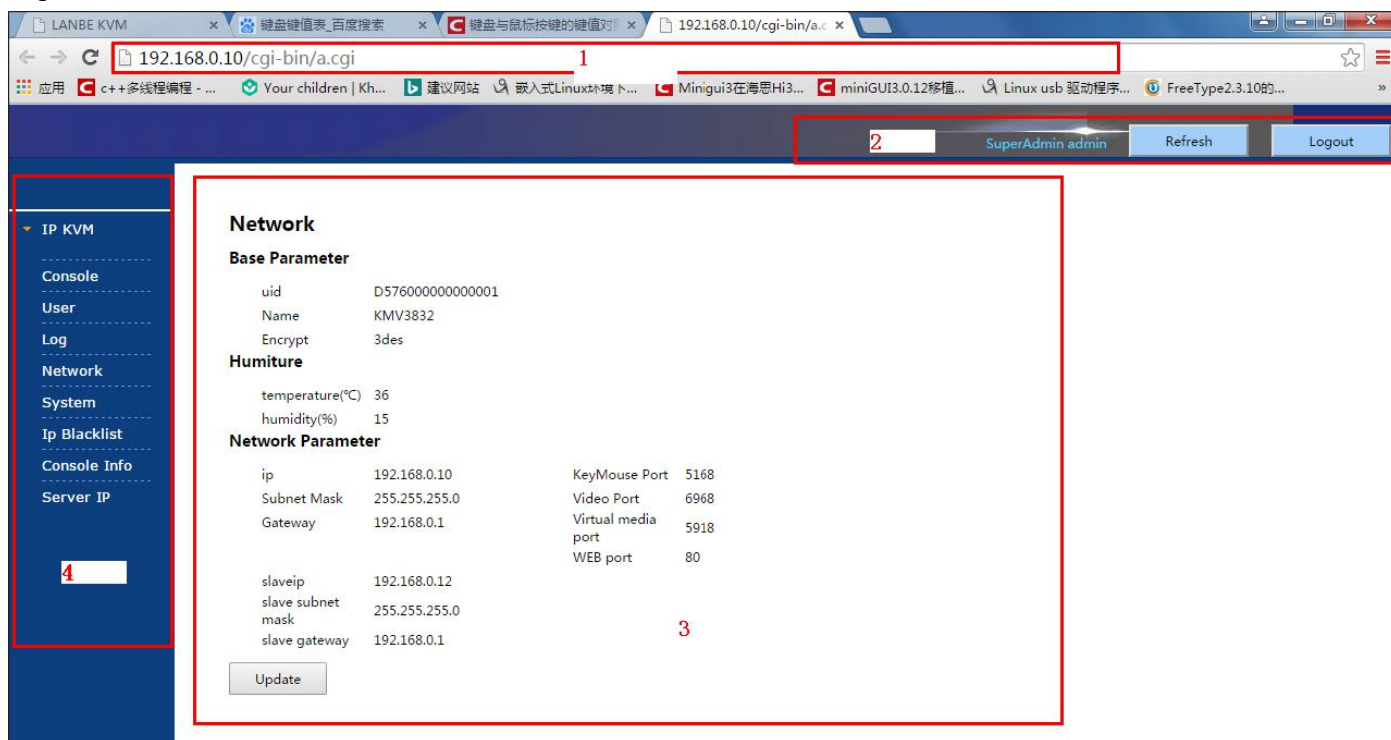 LANBE KVM
键盘键值表_百度搜索
键盘与鼠标按键的键值对
192.168.0.10/cgi-bin/a.c
192.168.0.10/cgi-bin/a.cgi
1
应用
c++多线程编程 - ...
Your children | Kh...
建议网站
嵌入式Linux环境下...
Minigui3在海思Hi3...
miniGUI3.0.12移植...
Linux usb 驱动程序...
FreeType2.3.10的...
»
2
SuperAdmin admin
Refresh
Logout
IP KVM
Console
User
Log
Network
System
Ip Blacklist
Console Info
Server IP
4
Network
Base Parameter
uid D576000000000001
Name KMV3832
Encrypt 3des
Humiture
temperature(℃) 36
humidity(%) 15
Network Parameter
ip 192.168.0.10 KeyMouse Port 5168
Subnet Mask 255.255.255.0 Video Port 6968
Gateway 192.168.0.1 Virtual media port 5918
WEB port 80
slaveip 192.168.0.12
slave subnet mask 255.255.255.0
slave gateway 192.168.0.1
3
Update